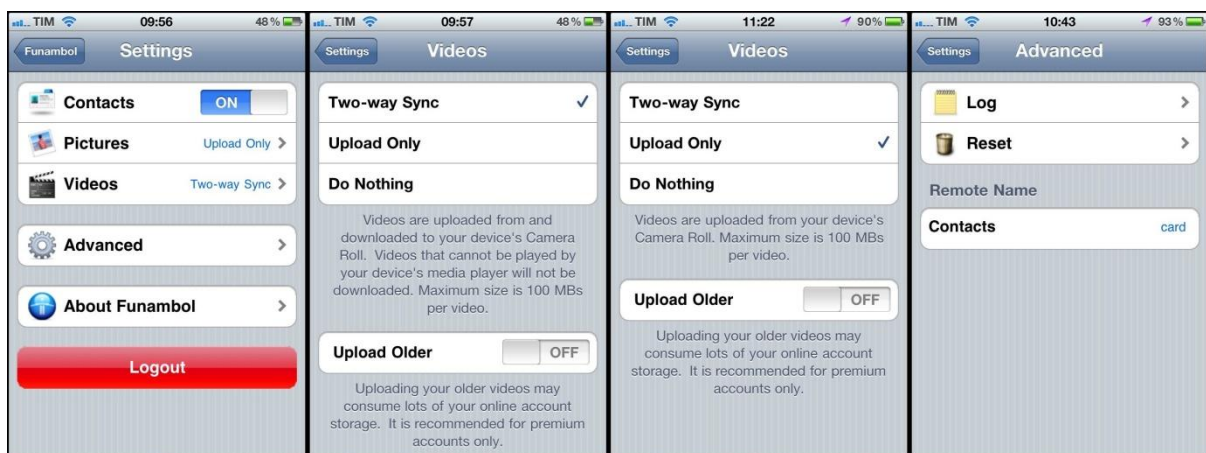 TIM 09:56 48%
Funambol Settings
Contacts ON
Pictures Upload Only
Videos Two-way Sync
Advanced
About Funambol
Logout
TIM 09:57 48%
Settings Videos
Two-way Sync
Upload Only
Do Nothing
Videos are uploaded from and
downloaded to your device's Camera
Roll. Videos that cannot be played by
your device's media player will not be
downloaded. Maximum size is 100 MBs
per video.
Upload Older OFF
Uploading your older videos may
consume lots of your online account
storage. It is recommended for premium
accounts only.
TIM 11:22 90%
Settings Videos
Two-way Sync
Upload Only
Do Nothing
Videos are uploaded from your device's
Camera Roll. Maximum size is 100 MBs
per video.
Upload Older OFF
Uploading your older videos may
consume lots of your online account
storage. It is recommended for premium
accounts only.
TIM 10:43 93%
Settings Advanced
Log
Reset
Remote Name
Contacts card